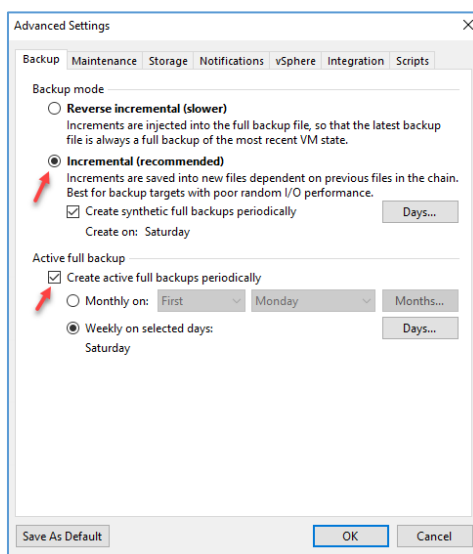 Advanced Settings
Backup Maintenance Storage Notifications vSphere Integration Scripts
Backup mode
Reverse incremental (slower)
Increments are injected into the full backup file, so that the latest backup
file is always a full backup of the most recent VM state.
Incremental (recommended)
Increments are saved into new files dependent on previous files in the chain.
Best for backup targets with poor random I/O performance.
Create synthetic full backups periodically Days...
Create on: Saturday
Active full backup
Create active full backups periodically
Monthly on: First Monday Months...
Weekly on selected days: Days...
Saturday
Save As Default OK Cancel